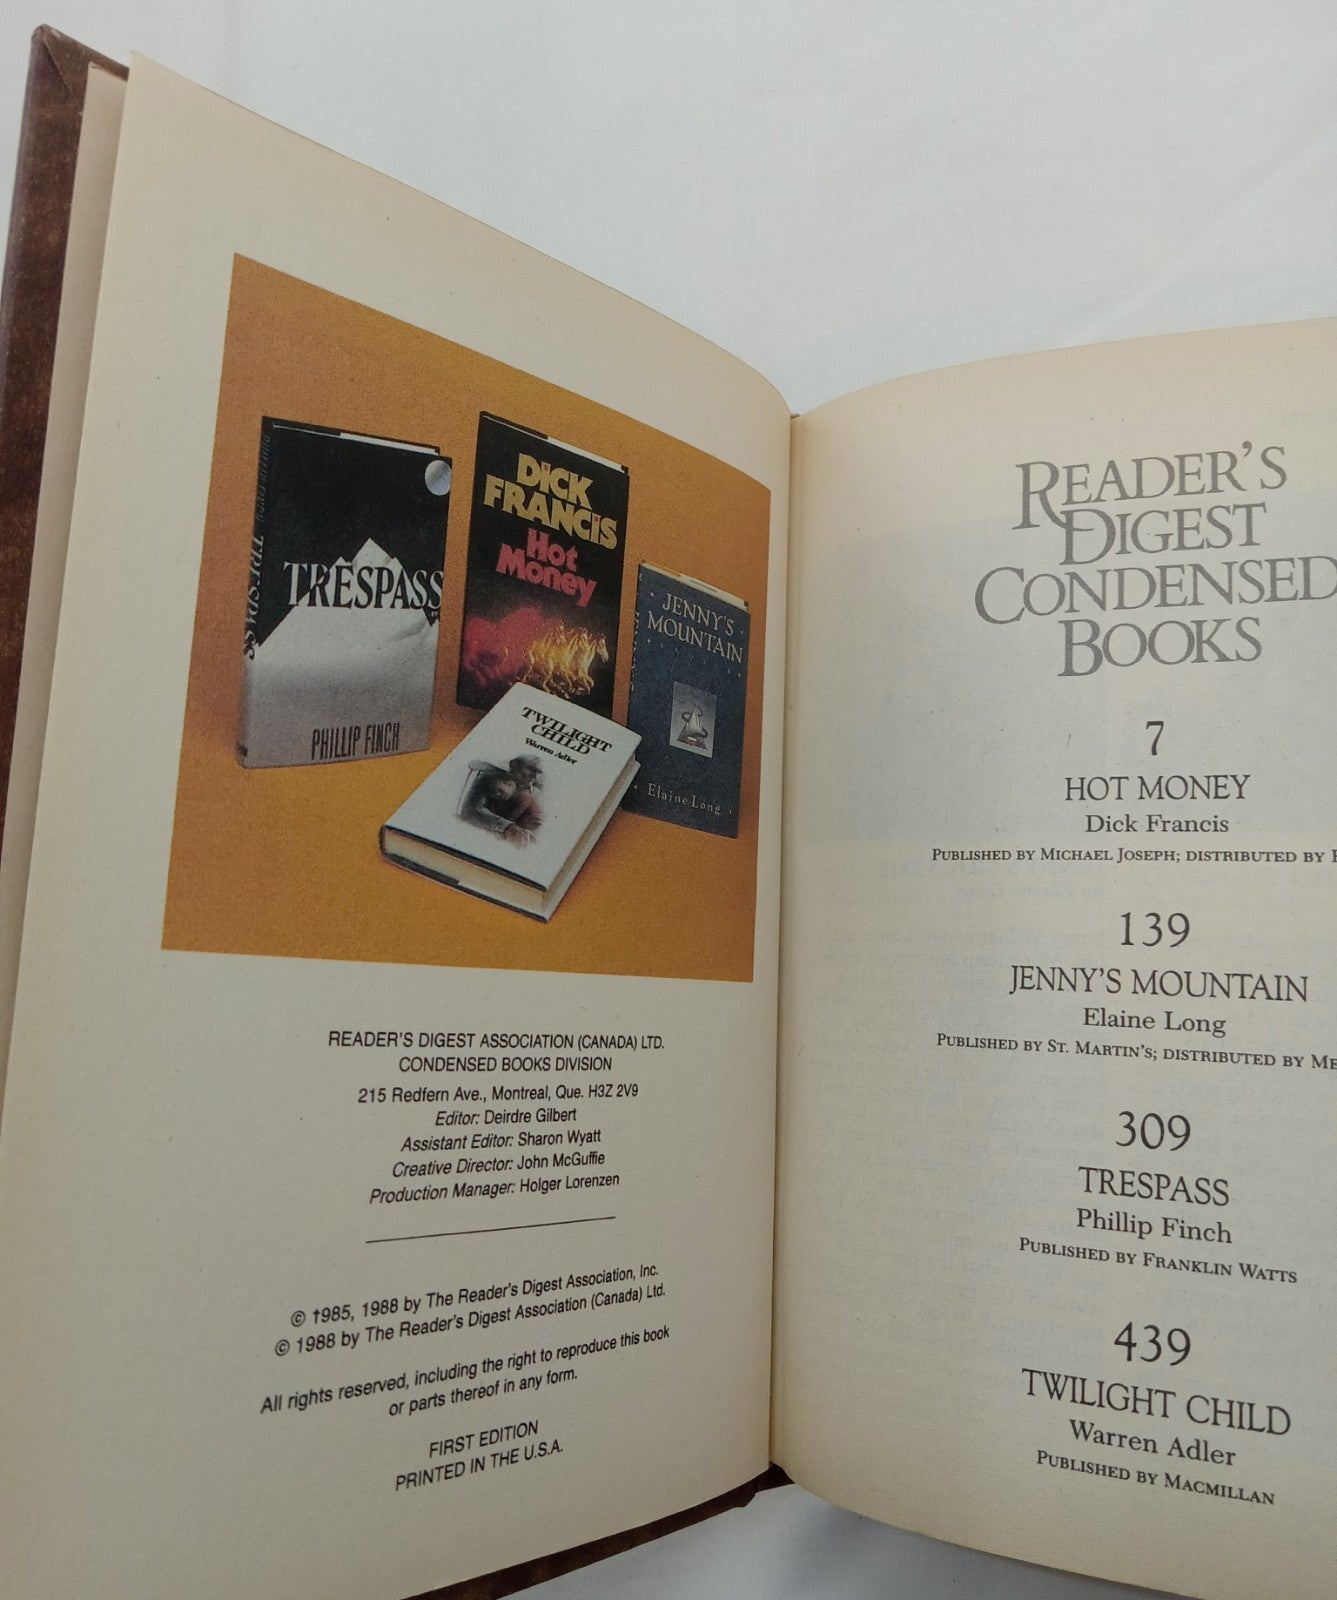 TRESPASS
TRESPASS
PHILLIP FINCH
DICK
FRANCIS
Hot
Money
JENNY'S
MOUNTAIN
Elaine Long
TWILIGHT
CHILD
Warren Adler
READER'S DIGEST ASSOCIATION (CANADA) LTD.
CONDENSED BOOKS DIVISION
215 Redfern Ave., Montreal, Que. H3Z 2V9
Editor: Deirdre Gilbert
Assistant Editor: Sharon Wyatt
Creative Director: John McGuffie
Production Manager: Holger Lorenzen
© 1985, 1988 by The Reader's Digest Association, Inc.
© 1988 by The Reader's Digest Association (Canada) Ltd.
All rights reserved, including the right to reproduce this book
or parts thereof in any form.
FIRST EDITION
PRINTED IN THE U.S.A.
READER'S
DIGEST
CONDENSED
BOOKS
7
HOT MONEY
Dick Francis
PUBLISHED BY MICHAEL JOSEPH; DISTRIBUTED BY
139
JENNY'S MOUNTAIN
Elaine Long
PUBLISHED BY ST. MARTIN'S; DISTRIBUTED BY
309
TRESPASS
Phillip Finch
PUBLISHED BY FRANKLIN WATTS
439
TWILIGHT CHILD
Warren Adler
PUBLISHED BY MACMILLAN